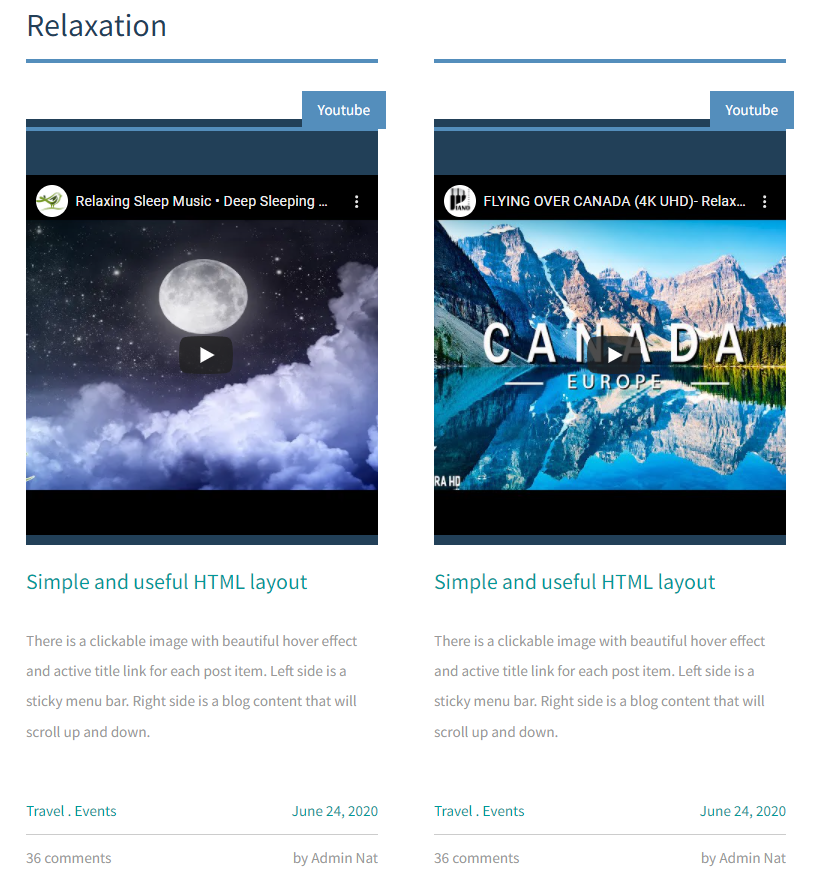 Relaxation
Youtube
Relaxing Sleep Music • Deep Sleeping ...
Simple and useful HTML layout
There is a clickable image with beautiful hover effect
and active title link for each post item. Left side is a
sticky menu bar. Right side is a blog content that will
scroll up and down.
Travel . Events
June 24, 2020
36 comments
by Admin Nat
Youtube
PIANO
FLYING OVER CANADA (4K UHD)- Relax...
CANADA
EUROPE
RA HD
Simple and useful HTML layout
There is a clickable image with beautiful hover effect
and active title link for each post item. Left side is a
sticky menu bar. Right side is a blog content that will
scroll up and down.
Travel . Events
June 24, 2020
36 comments
by Admin Nat